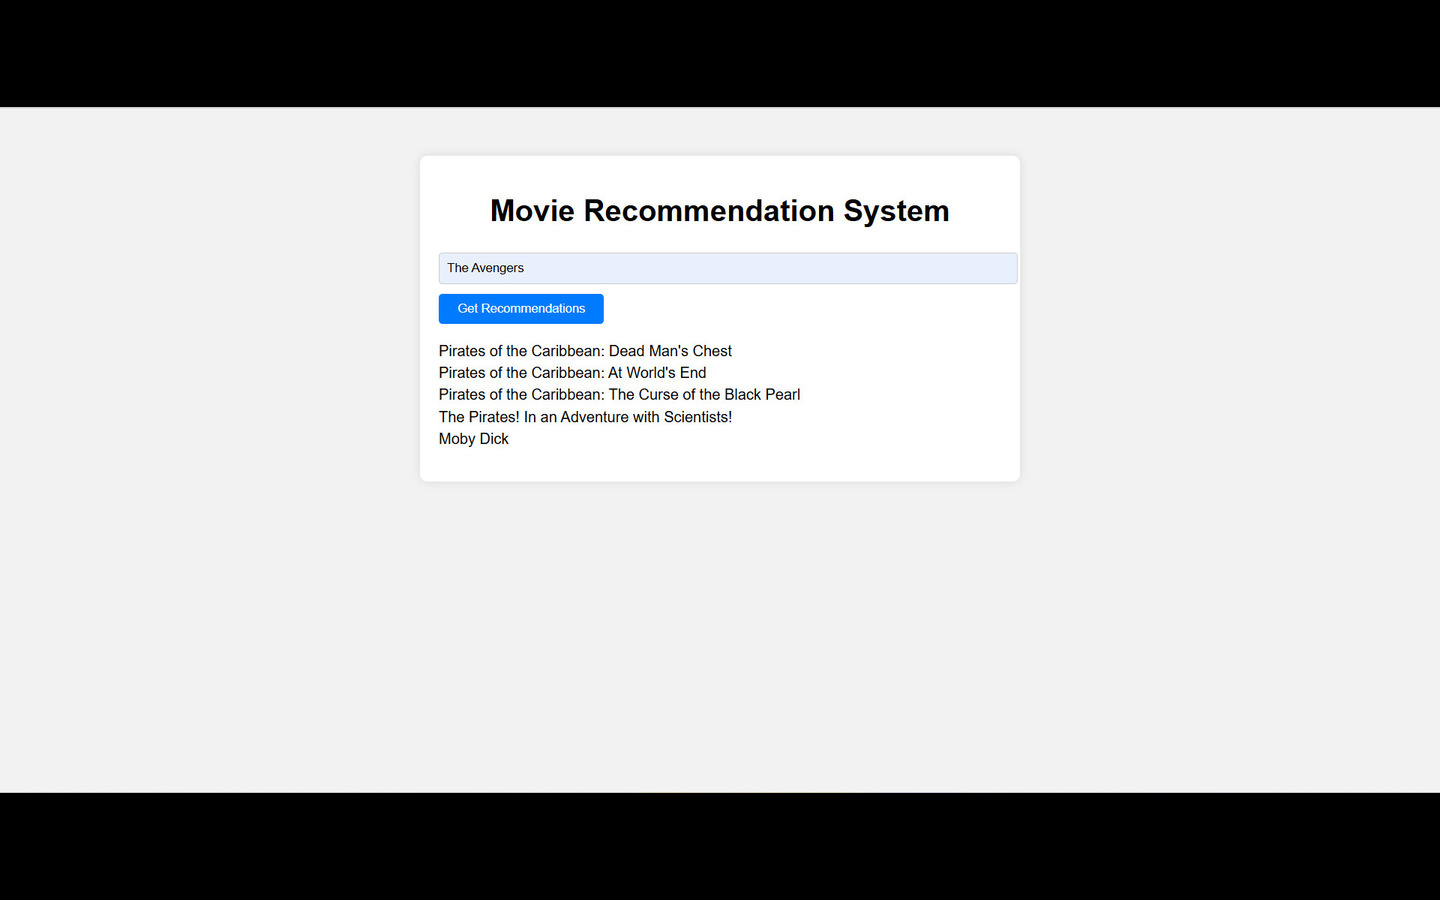 Movie Recommendation System
The Avengers
Get Recommendations
Pirates of the Caribbean: Dead Man's Chest
Pirates of the Caribbean: At World's End
Pirates of the Caribbean: The Curse of the Black Pearl
The Pirates! In an Adventure with Scientists!
Moby Dick